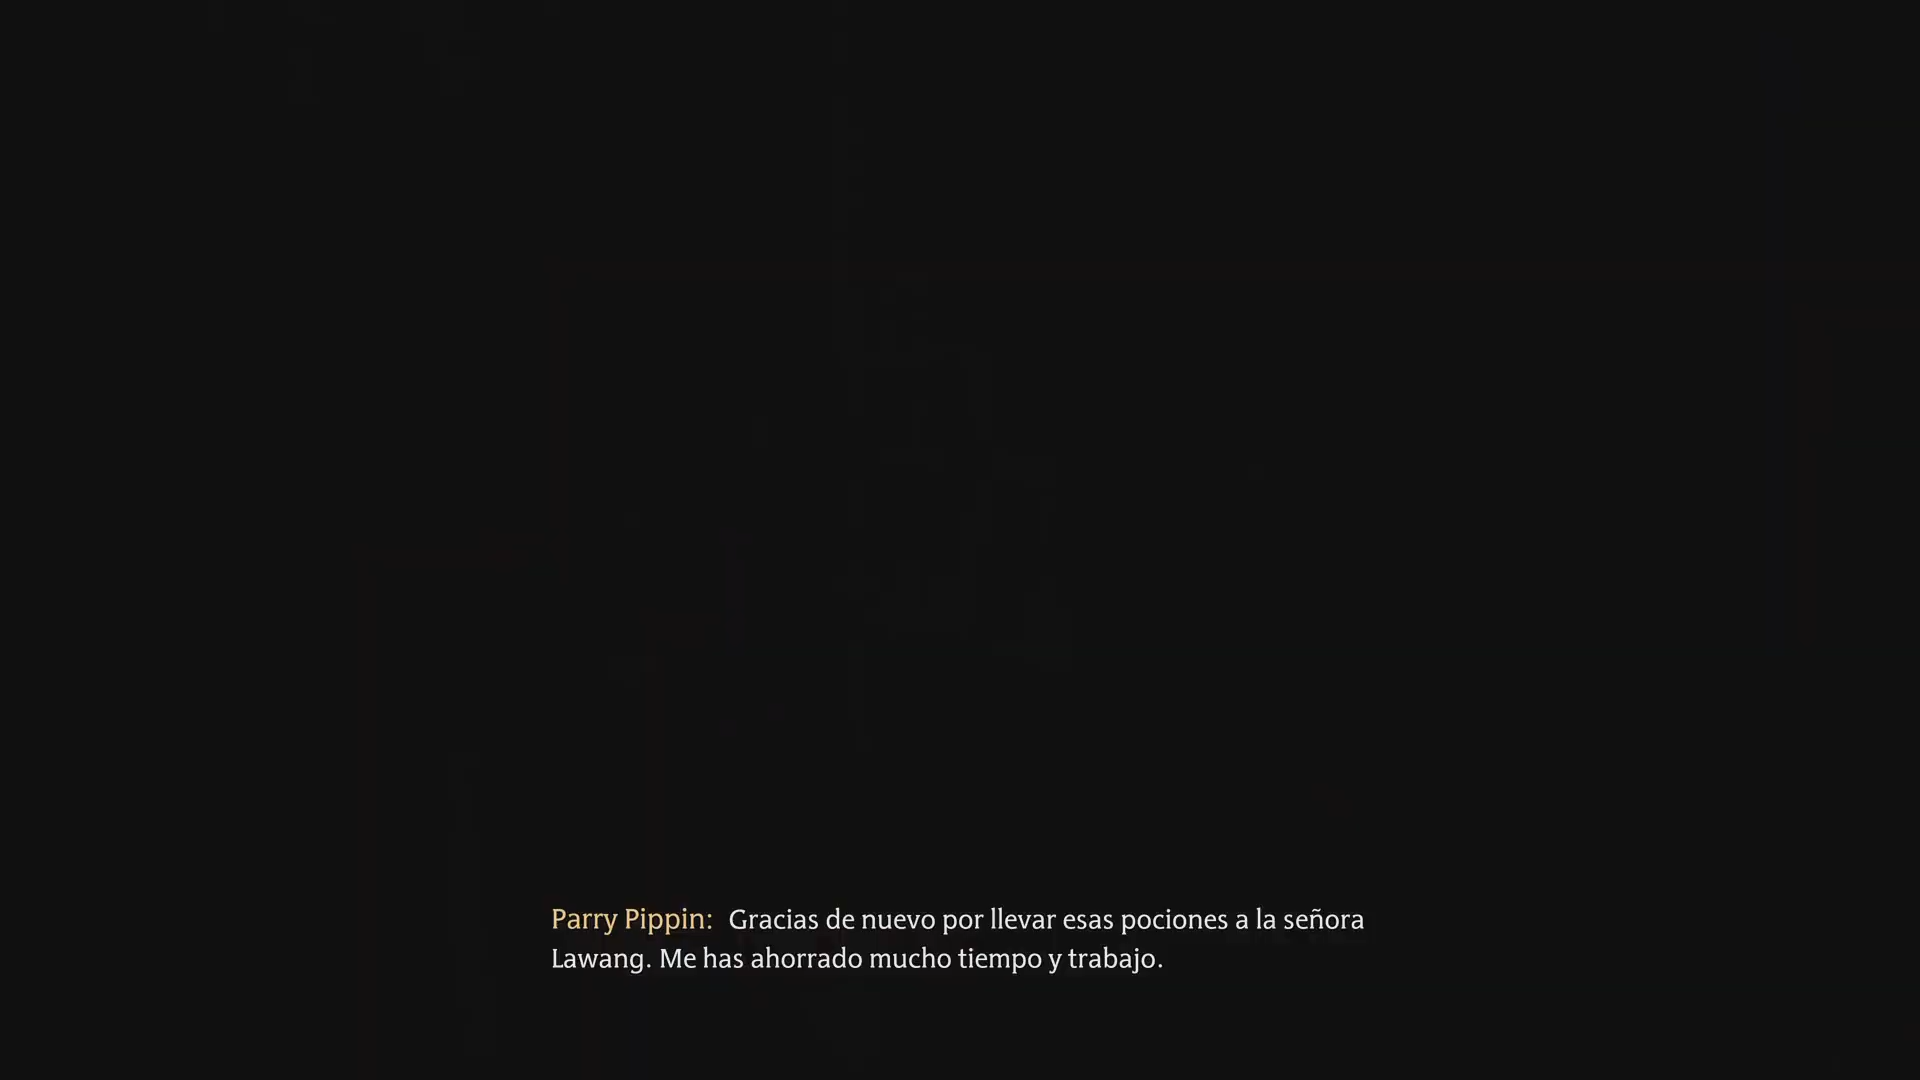 Parry Pippin: Gracias de nuevo por llevar esas pociones a la señora
Lawang. Me has ahorrado mucho tiempo y trabajo.